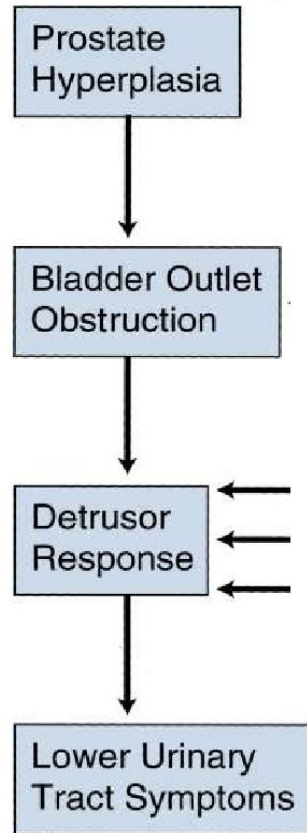 Prostate
Hyperplasia
Bladder Outlet
Obstruction
Detrusor
Response
Lower Urinary
Tract Symptoms